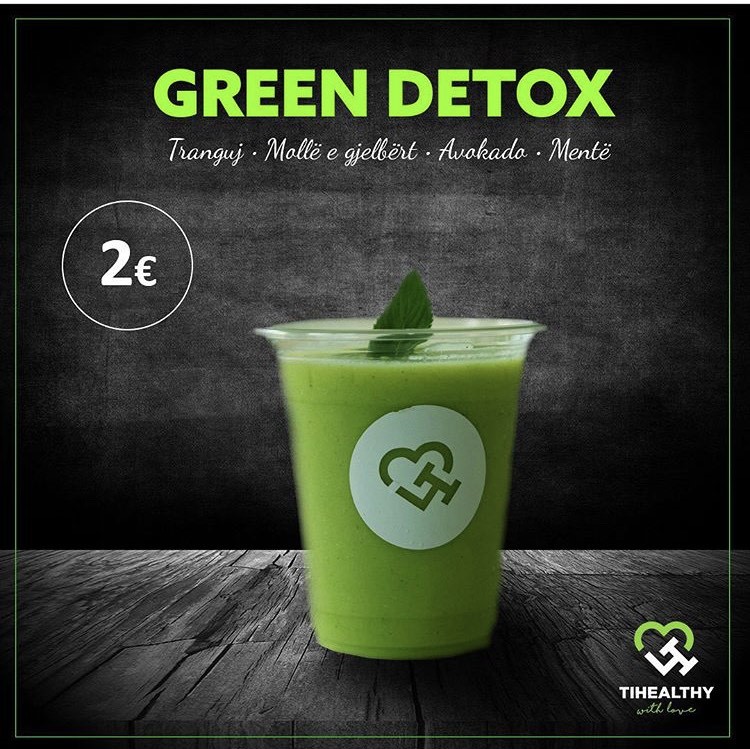 GREEN DETOX
Tranguj • Mollë e gjelbërt • Avokado • Mentë
2€
TIHEALTHY
with love